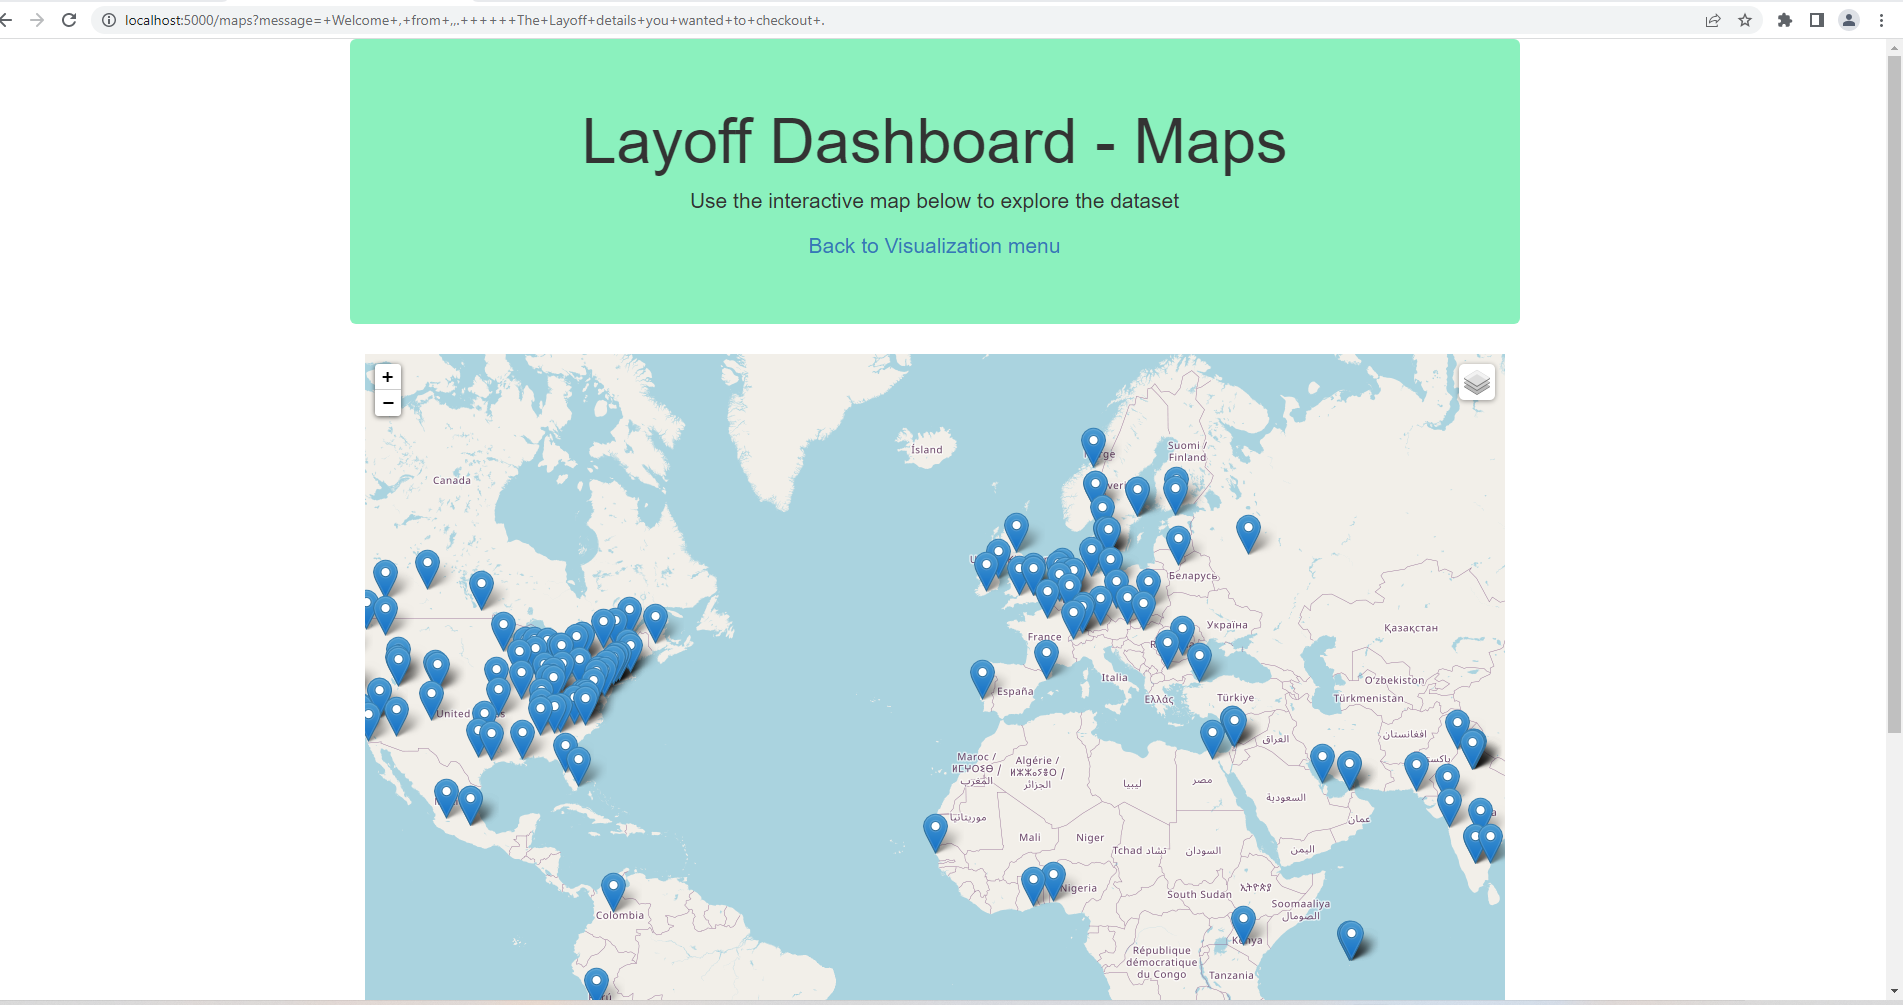 localhost:5000/maps?message=+Welcome+,+from+,,.++++++The+Layoff+details+you+wanted+to+checkout+.
Layoff Dashboard - Maps
Use the interactive map below to explore the dataset
Back to Visualization menu
+
−
Ísland
Suomi /
Finland
Canada
Беларусь
Україна
Қазақстан
France
Italia
España
Ελλάς
Türkiye
Oʻzbekiston
Türkmenistan
United
افغانستان
العراق
Maroc /
ⵍⵎⵖⵔⵉⴱ /
المغرب
Algérie /
ⵍⵣⵣⴰⵢⴻⵔ /
الجزائر
ليبيا
مصر
السعودية
عمان
موريتانيا
Mali
Niger
Tchad تشاد
السودان
اليمن
Nigeria
South Sudan
ኢትዮጵያ
Soomaaliya
الصومال
Colombia
Kenya
République
démocratique
du Congo
Tanzania